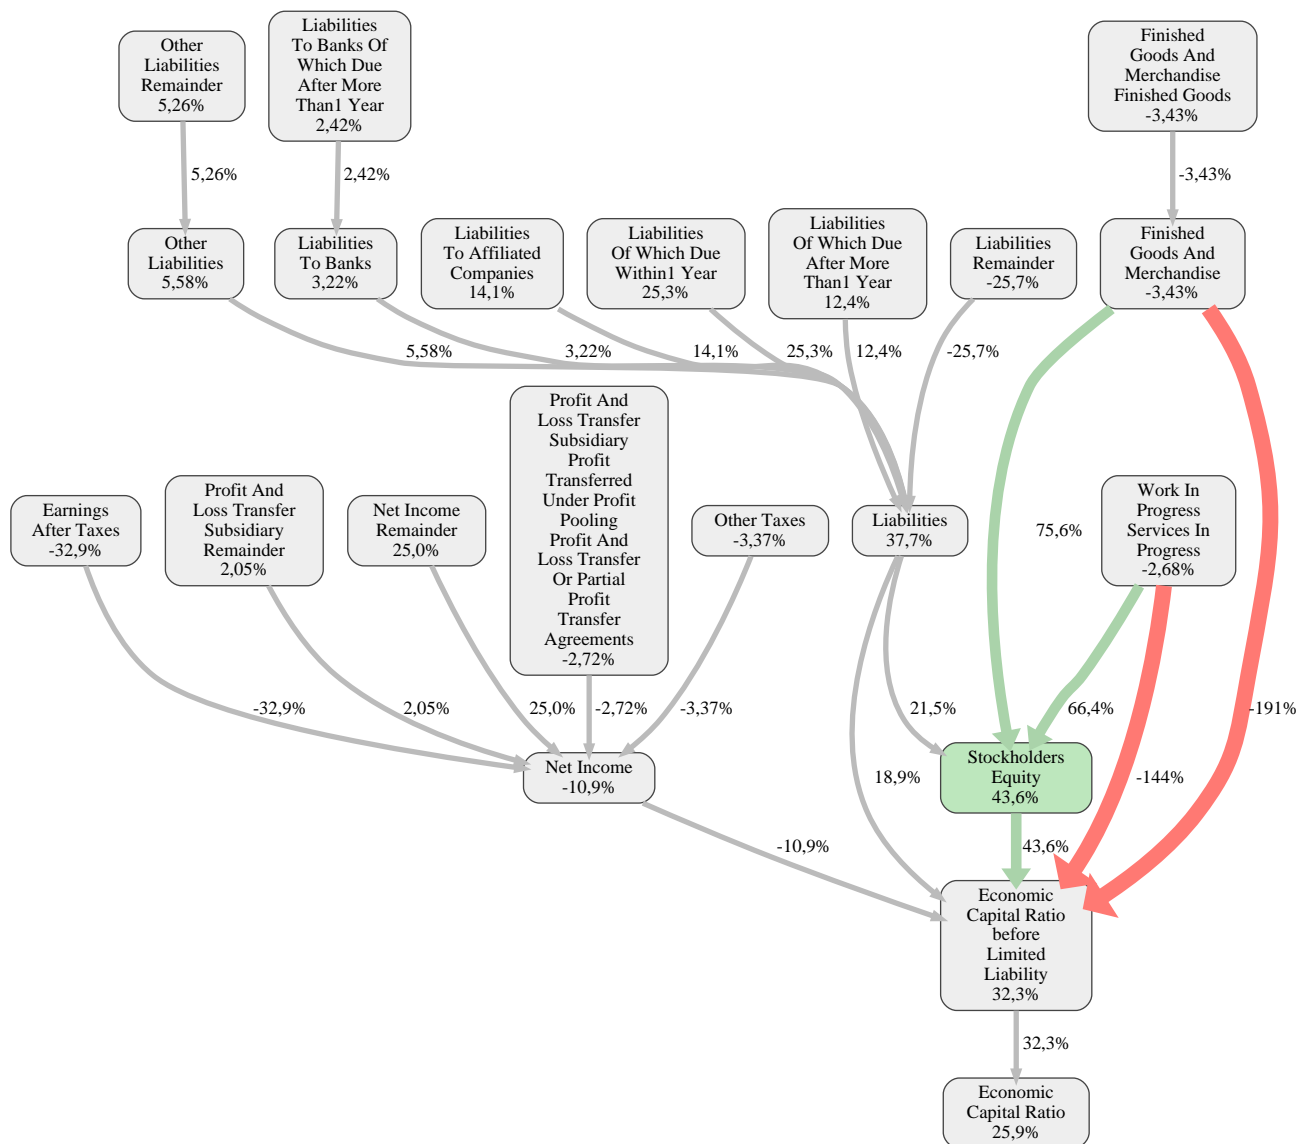 Other
Liabilities
Remainder
5,26%
Liabilities
To Banks Of
Which Due
After More
Than1 Year
2,42%
Finished
Goods And
Merchandise
Finished Goods
-3,43%
5,26%
2,42%
-3,43%
Other
Liabilities
5,58%
Liabilities
To Banks
3,22%
Liabilities
To Affiliated
Companies
14,1%
Liabilities
Of Which Due
Within1 Year
25,3%
Liabilities
Of Which Due
After More
Than1 Year
12,4%
Liabilities
Remainder
-25,7%
Finished
Goods And
Merchandise
-3,43%
5,58%
3,22%
14,1%
25,3%
12,4%
-25,7%
Earnings
After Taxes
-32,9%
Profit And
Loss Transfer
Subsidiary
Remainder
2,05%
Net Income
Remainder
25,0%
Profit And
Loss Transfer
Subsidiary
Profit
Transferred
Under Profit
Pooling
Profit And
Loss Transfer
Or Partial
Profit
Transfer
Agreements
-2,72%
Other Taxes
-3,37%
Liabilities
37,7%
75,6%
Work In
Progress
Services In
Progress
-2,68%
-32,9%
2,05%
25,0%
-2,72%
-3,37%
21,5%
66,4%
-191%
Net Income
-10,9%
18,9%
Stockholders
Equity
43,6%
-144%
-10,9%
43,6%
Economic
Capital Ratio
before
Limited
Liability
32,3%
32,3%
Economic
Capital Ratio
25,9%